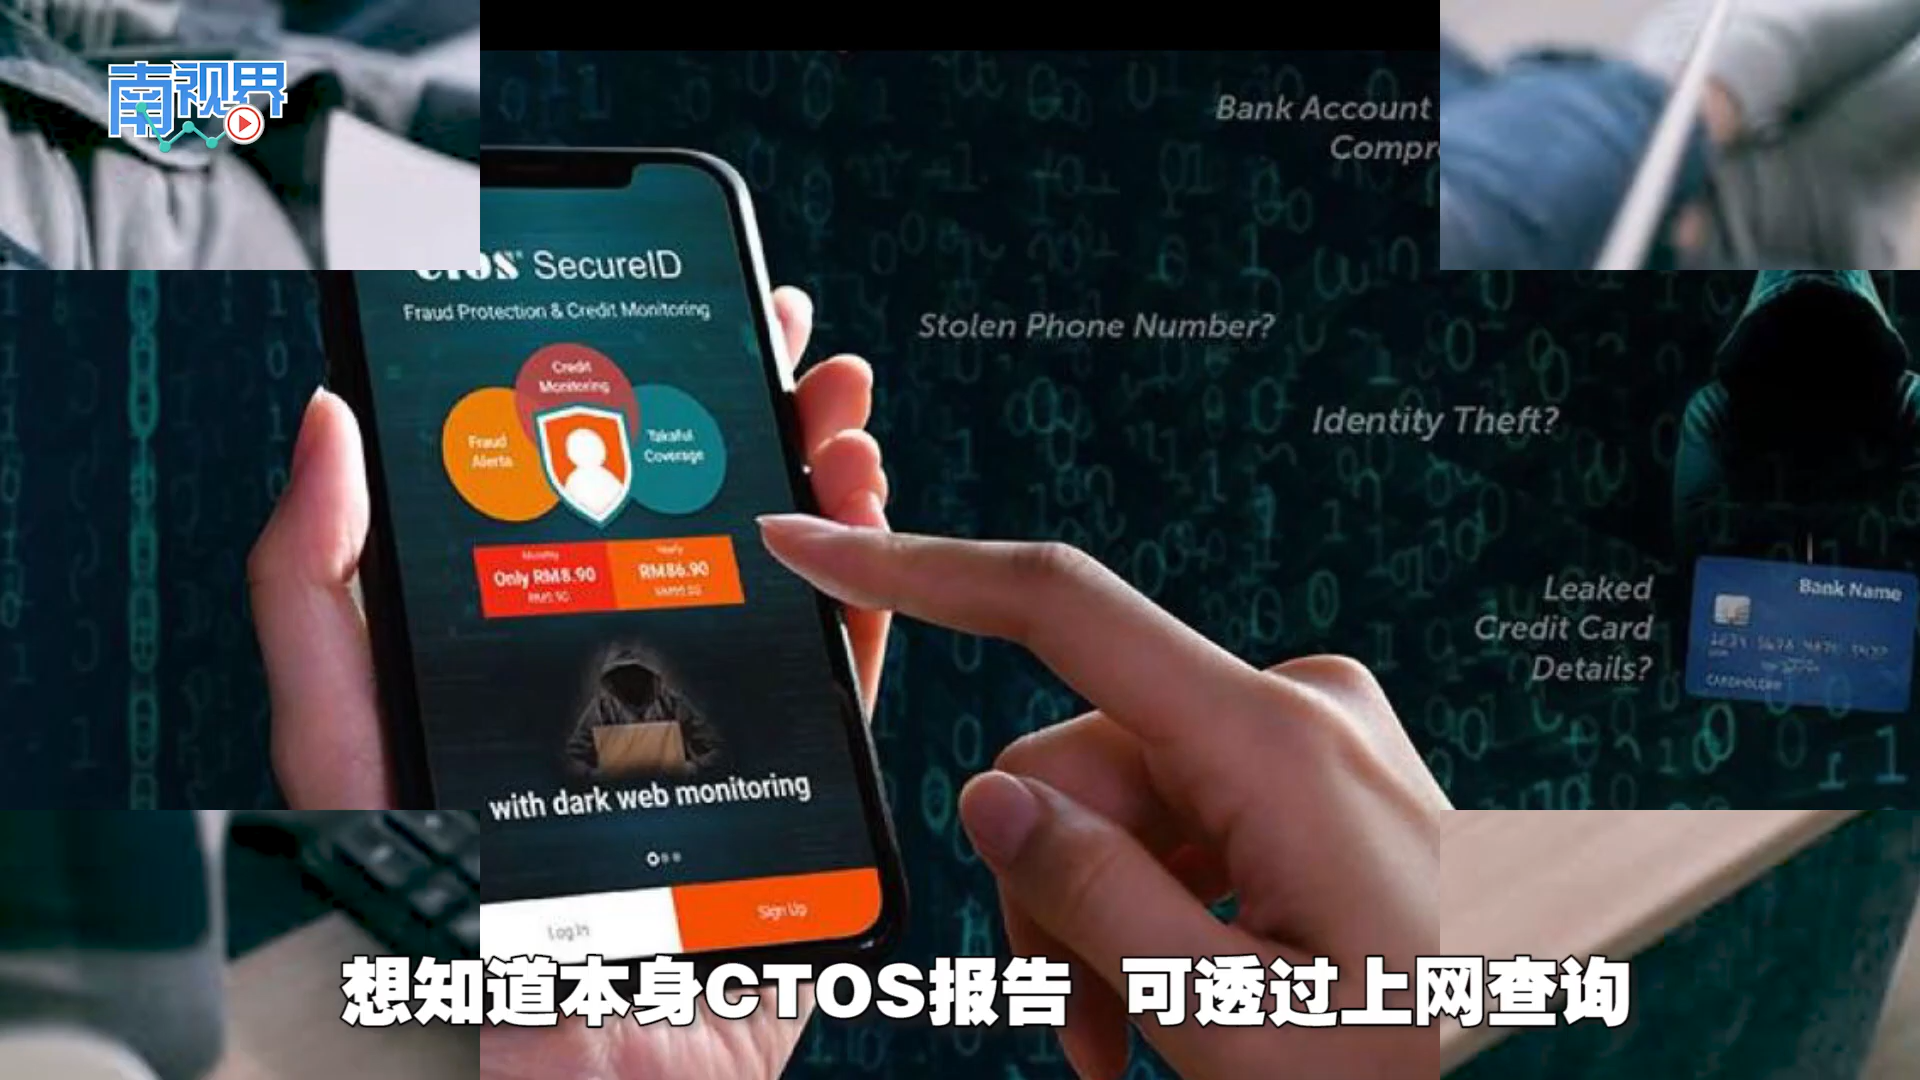 南视界
Bank Account
Stolen Phone Number?
Identity Theft?
Leaked
Credit Card
Details?
Bank Name
CARDHOLDER
SecureID
Fraud Protection & Credit Monitoring
Credit
Monitoring
Fraud
Alerts
Takaful
Coverage
Monthly
Only RM8.90
Yearly
RM86.90
with dark web monitoring
Log In
Sign Up
想知道本身CTOS报告 可透过上网查询